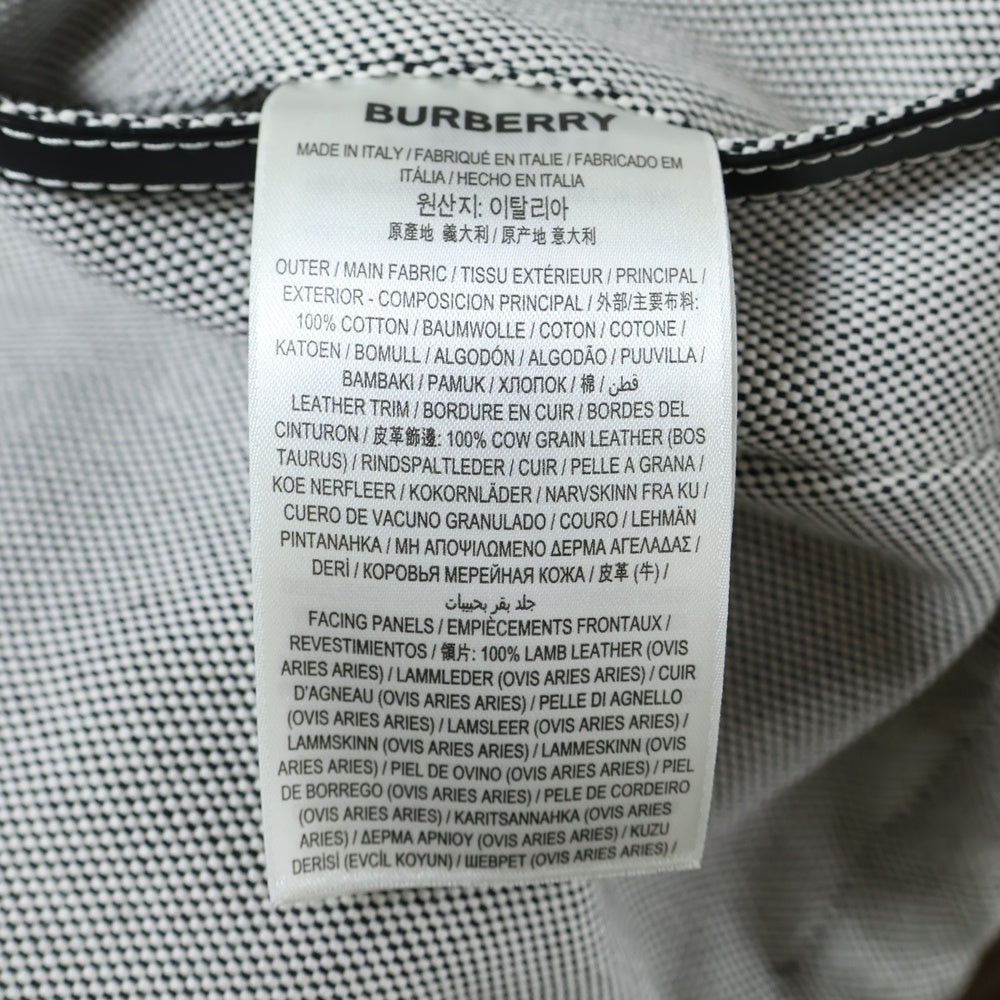 BURBERRY
MADE IN ITALY / FABRIQUÉ EN ITALIE / FABRICADO EM
ITÁLIA / HECHO EN ITALIA
원산지: 이탈리아
原產地 義大利 / 原产地 意大利
OUTER / MAIN FABRIC / TISSU EXTÉRIEUR / PRINCIPAL /
EXTERIOR - COMPOSICION PRINCIPAL / 外部/主要布料:
100% COTTON / BAUMWOLLE / COTON / COTONE /
KATOEN / BOMULL / ALGODÓN / ALGODÃO / PUUVILLA /
BAMBAKI / PAMUK / ХЛОПОК / 棉 / قطن
LEATHER TRIM / BORDURE EN CUIR / BORDES DEL
CINTURON / 皮革飾邊: 100% COW GRAIN LEATHER (BOS
TAURUS) / RINDSPALTLEDER / CUIR / PELLE A GRANA /
KOE NERFLEER / KOKORNLÄDER / NARVSKINN FRA KU /
CUERO DE VACUNO GRANULADO / COURO / LEHMÄN
PINTANAHKA / ΜΗ ΑΠΟΨΙΛΩΜΕΝΟ ΔΕΡΜΑ ΑΓΕΛΑΔΑΣ /
DERİ / КОРОВЬЯ МЕРЕЙНАЯ КОЖА / 皮革 (牛) /
جلد بقر بحبيبات
FACING PANELS / EMPIÈCEMENTS FRONTAUX /
REVESTIMIENTOS / 領片: 100% LAMB LEATHER (OVIS
ARIES ARIES) / LAMMLEDER (OVIS ARIES ARIES) / CUIR
D'AGNEAU (OVIS ARIES ARIES) / PELLE DI AGNELLO
(OVIS ARIES ARIES) / LAMSLEER (OVIS ARIES ARIES) /
LAMMSKINN (OVIS ARIES ARIES) / LAMMESKINN (OVIS
ARIES ARIES) / PIEL DE OVINO (OVIS ARIES ARIES) / PIEL
DE BORREGO (OVIS ARIES ARIES) / PELE DE CORDEIRO
(OVIS ARIES ARIES) / KARITSANNAHKA (OVIS ARIES
ARIES) / ΔΕΡΜΑ ΑΡΝΙΟΥ (OVIS ARIES ARIES) / KUZU
DERİSİ (EVCİL KOYUN) / ШЕВРЕТ (OVIS ARIES ARIES) /